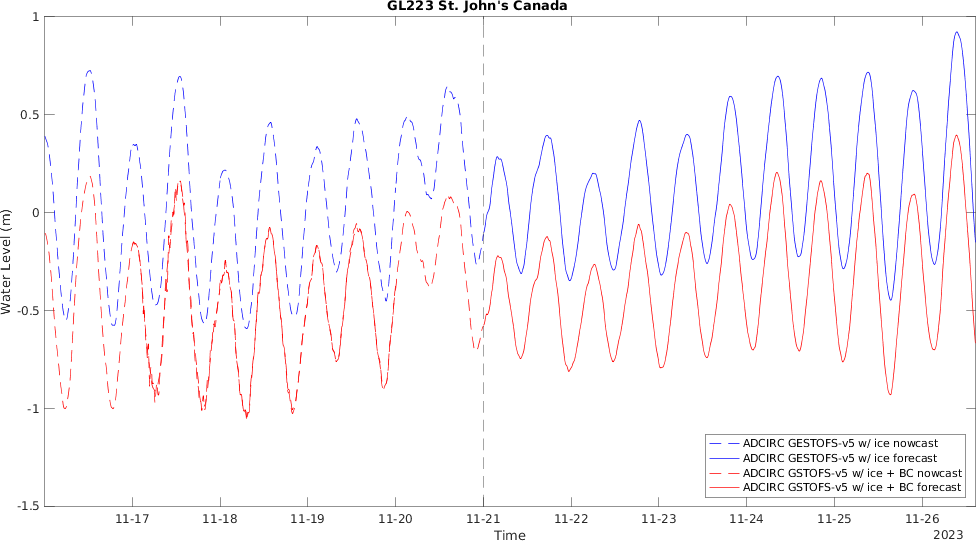 GL223 St. John's Canada
1
0.5
0
-0.5
-1
-1.5
Water Level (m)
ADCIRC GESTOFS-v5 w/ ice nowcast
ADCIRC GESTOFS-v5 w/ ice forecast
ADCIRC GSTOFS-v5 w/ ice + BC nowcast
ADCIRC GSTOFS-v5 w/ ice + BC forecast
11-17 11-18 11-19 11-20 11-21 11-22 11-23 11-24 11-25 11-26
Time
2023